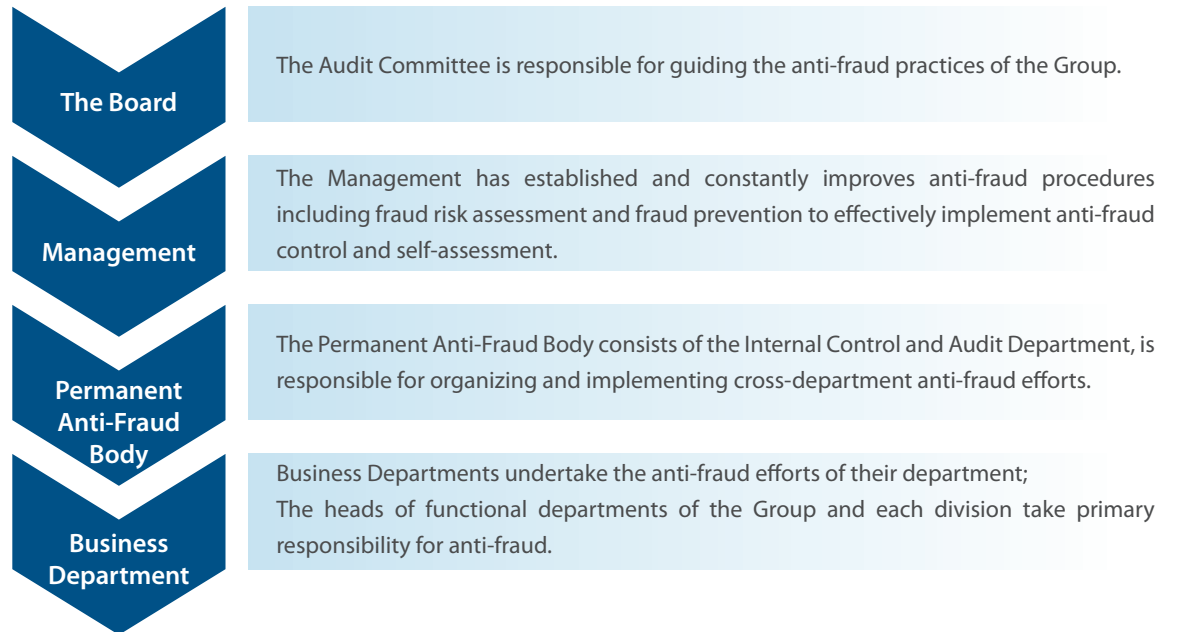 The Board
The Audit Committee is responsible for guiding the anti-fraud practices of the Group.
Management
The Management has established and constantly improves anti-fraud procedures
including fraud risk assessment and fraud prevention to effectively implement anti-fraud
control and self-assessment.
Permanent
Anti-Fraud
Body
The Permanent Anti-Fraud Body consists of the Internal Control and Audit Department, is
responsible for organizing and implementing cross-department anti-fraud efforts.
Business
Department
Business Departments undertake the anti-fraud efforts of their department;
The heads of functional departments of the Group and each division take primary
responsibility for anti-fraud.